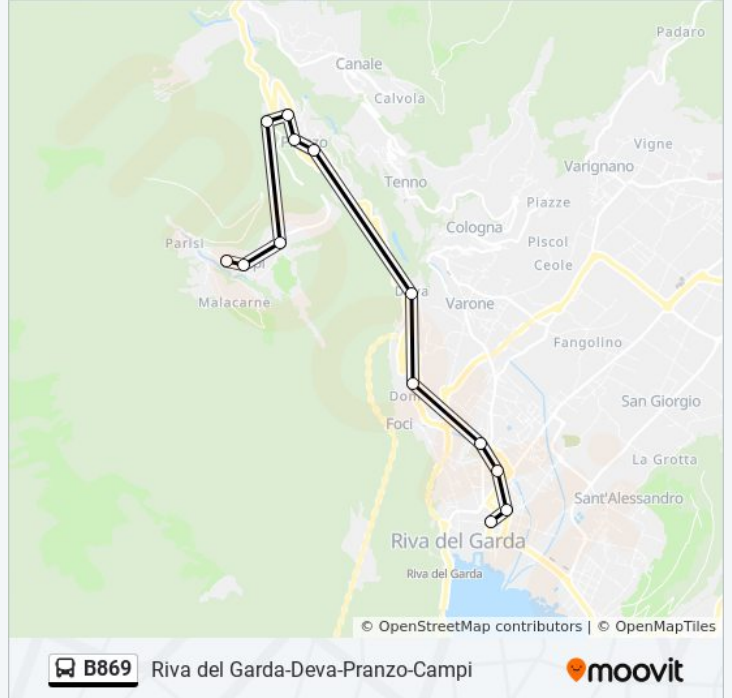 Padaro
Canale
Calvola
Vigne
Varignano
Tenno
Piazze
Cologna
Parisi
Piscol
Ceole
Malacarne
Varone
Fangolino
San Giorgio
Foci
La Grotta
Sant'Alessandro
Riva del Garda
Riva del Garda
© OpenStreetMap contributors | © OpenMapTiles
B869 Riva del Garda-Deva-Pranzo-Campi moovit